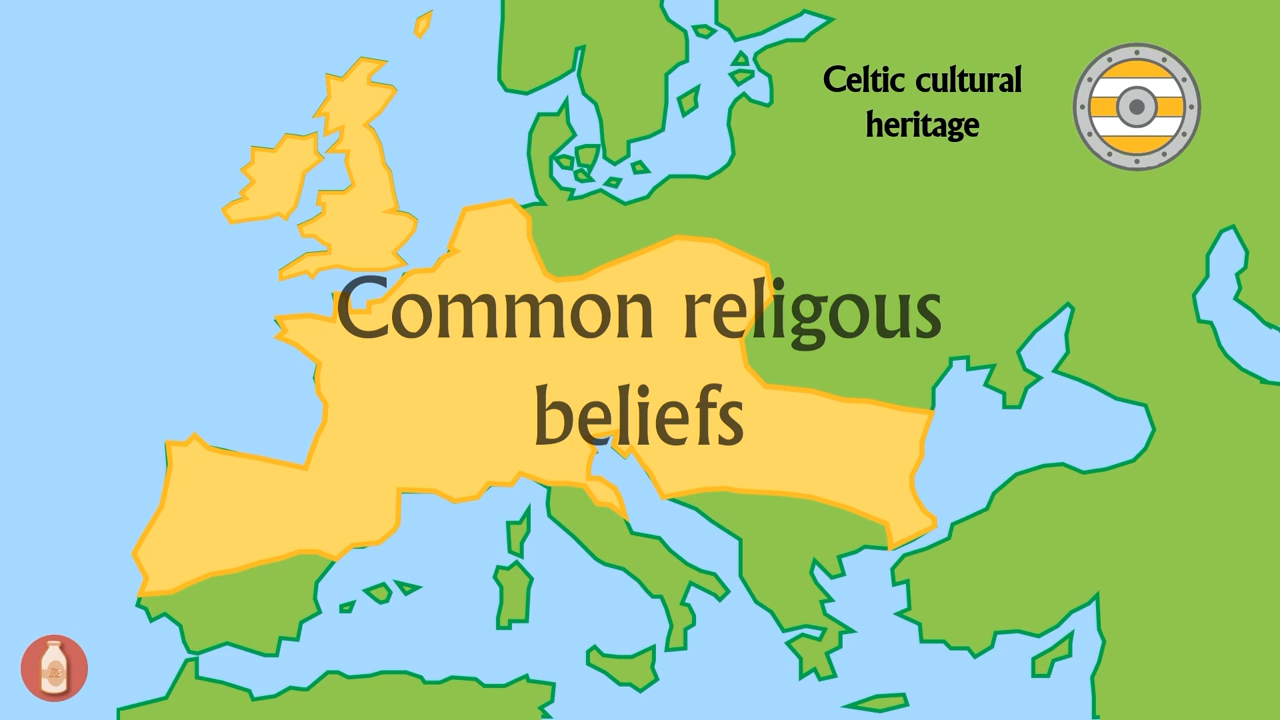 Celtic cultural
heritage
Common religous
beliefs